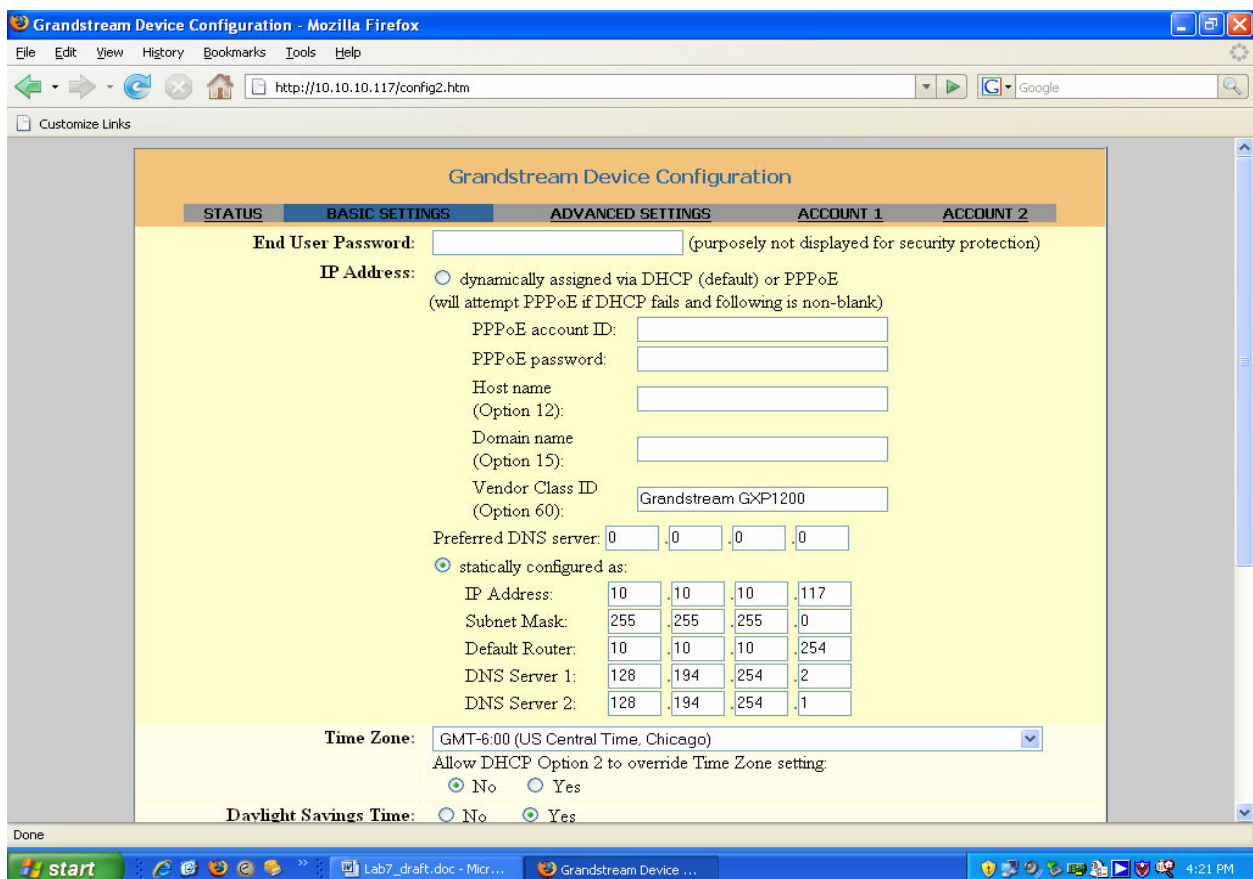 Grandstream Device Configuration - Mozilla Firefox
File Edit View History Bookmarks Tools Help
http://10.10.10.117/config2.htm
G Google
Customize Links
Grandstream Device Configuration
STATUS BASIC SETTINGS ADVANCED SETTINGS ACCOUNT 1 ACCOUNT 2
End User Password: (purposely not displayed for security protection)
IP Address: dynamically assigned via DHCP (default) or PPPoE
(will attempt PPPoE if DHCP fails and following is non-blank)
PPPoE account ID:
PPPoE password:
Host name
(Option 12):
Domain name
(Option 15):
Vendor Class ID
(Option 60): Grandstream GXP1200
Preferred DNS server: 0 .0 .0 .0
statically configured as:
IP Address: 10 .10 .10 .117
Subnet Mask: 255 .255 .255 .0
Default Router: 10 .10 .10 .254
DNS Server 1: 128 .194 .254 .2
DNS Server 2: 128 .194 .254 .1
Time Zone: GMT-6:00 (US Central Time, Chicago)
Allow DHCP Option 2 to override Time Zone setting:
No Yes
Daylight Savings Time: No Yes
Done
start Lab7_draft.doc - Micr... Grandstream Device ... 4:21 PM